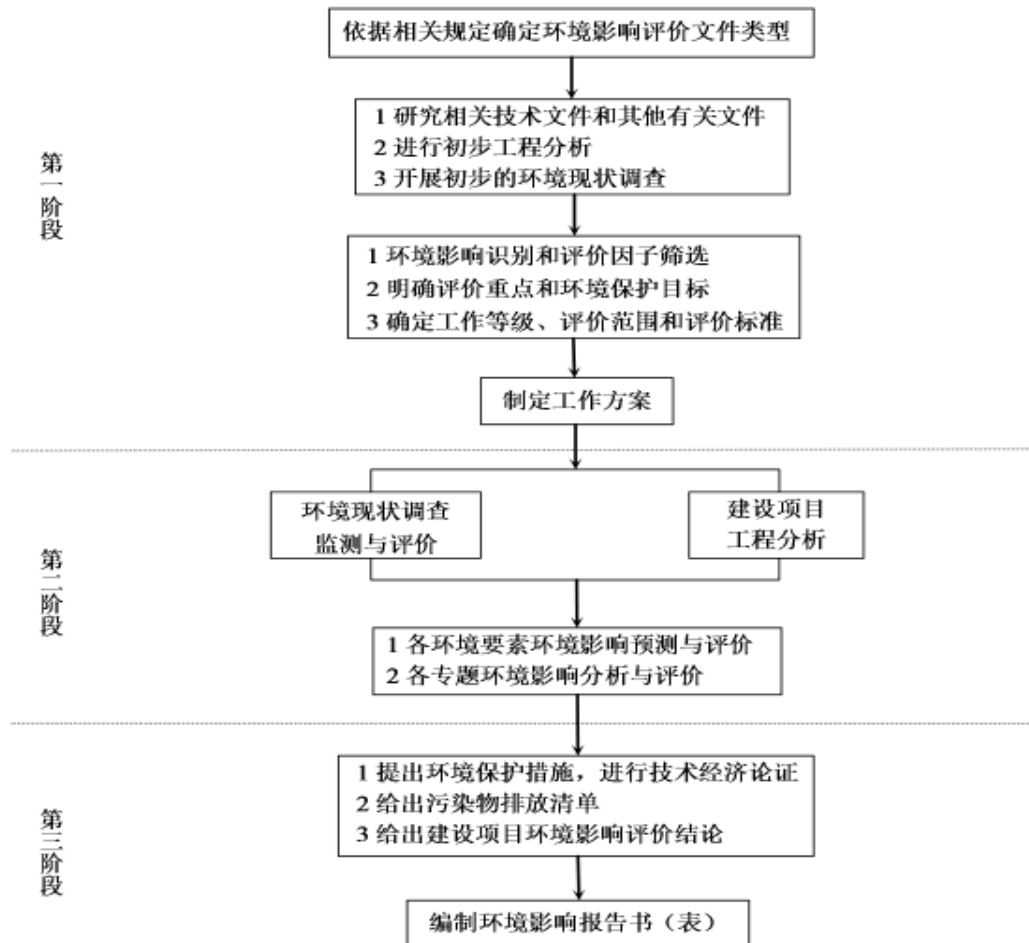 依据相关规定确定环境影响评价文件类型
1 研究相关技术文件和其他有关文件
2 进行初步工程分析
3 开展初步的环境现状调查
第一阶段
1 环境影响识别和评价因子筛选
2 明确评价重点和环境保护目标
3 确定工作等级、评价范围和评价标准
制定工作方案
环境现状调查
监测与评价
建设项目
工程分析
第二阶段
1 各环境要素环境影响预测与评价
2 各专题环境影响分析与评价
1 提出环境保护措施，进行技术经济论证
2 给出污染物排放清单
3 给出建设项目环境影响评价结论
第三阶段
编制环境影响报告书（表）